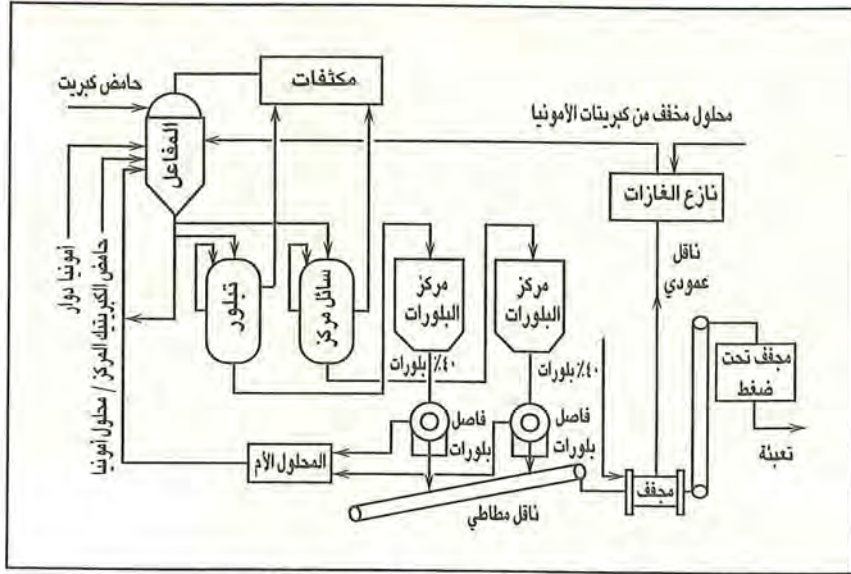 حامض كبريت
مكثفات
محلول مخفف من كبريتات الأمونيا
المفاعل
نازع الغازات
أمونيا دوار
حامض الكبريتيك المركز / محلول أمونيا
تبلور
سائل مركز
مركز
البلورات
مركز
البلورات
ناقل
عمودي
مجفف تحت
ضغط
٤٠٪ بلورات
٤٠٪ بلورات
فاصل
بلورات
فاصل
بلورات
المحلول الأم
مجفف
تعبئة
ناقل مطاطي